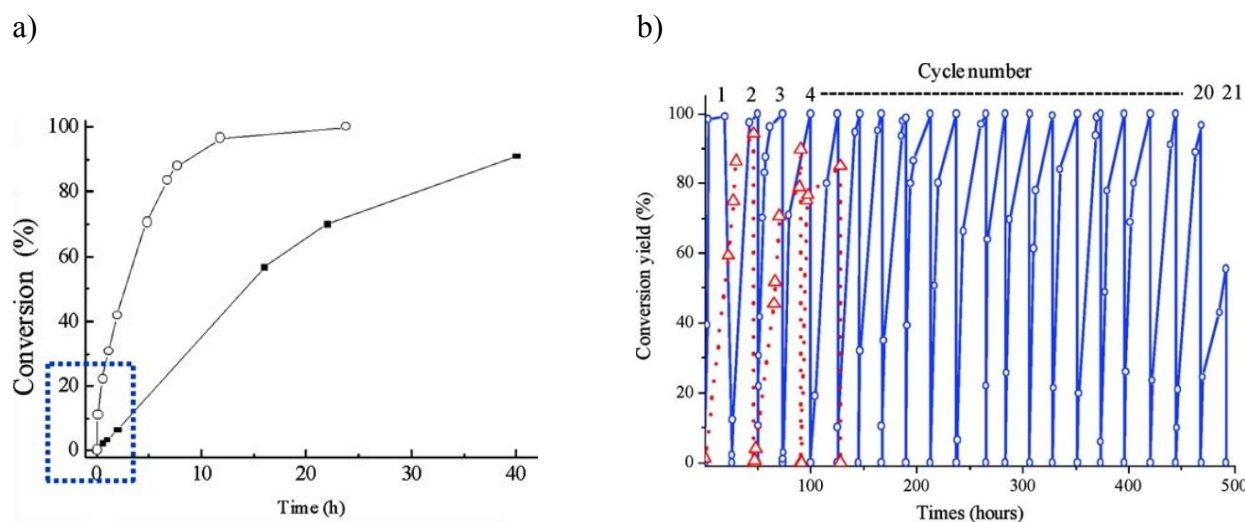 a)
100
80
60
40
20
0
Conversion (%)
0 10 20 30 40
Time (h)
b)
Cycle number
1 2 3 4 20 21
100
80
60
40
20
0
Conversion yield (%)
100 200 300 400 500
Times (hours)